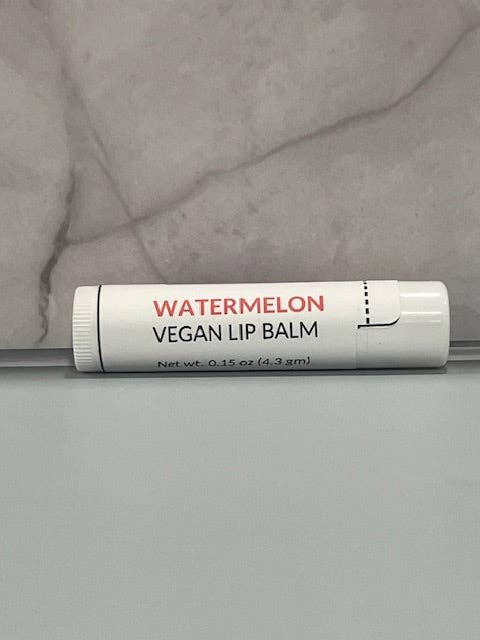 WATERMELON
VEGAN LIP BALM
Net wt. 0.15 oz (4.3 gm)